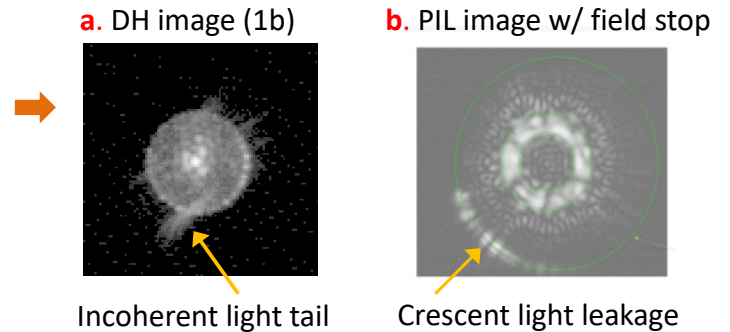 a. DH image (1b)
b. PIL image w/ field stop
Incoherent light tail
Crescent light leakage